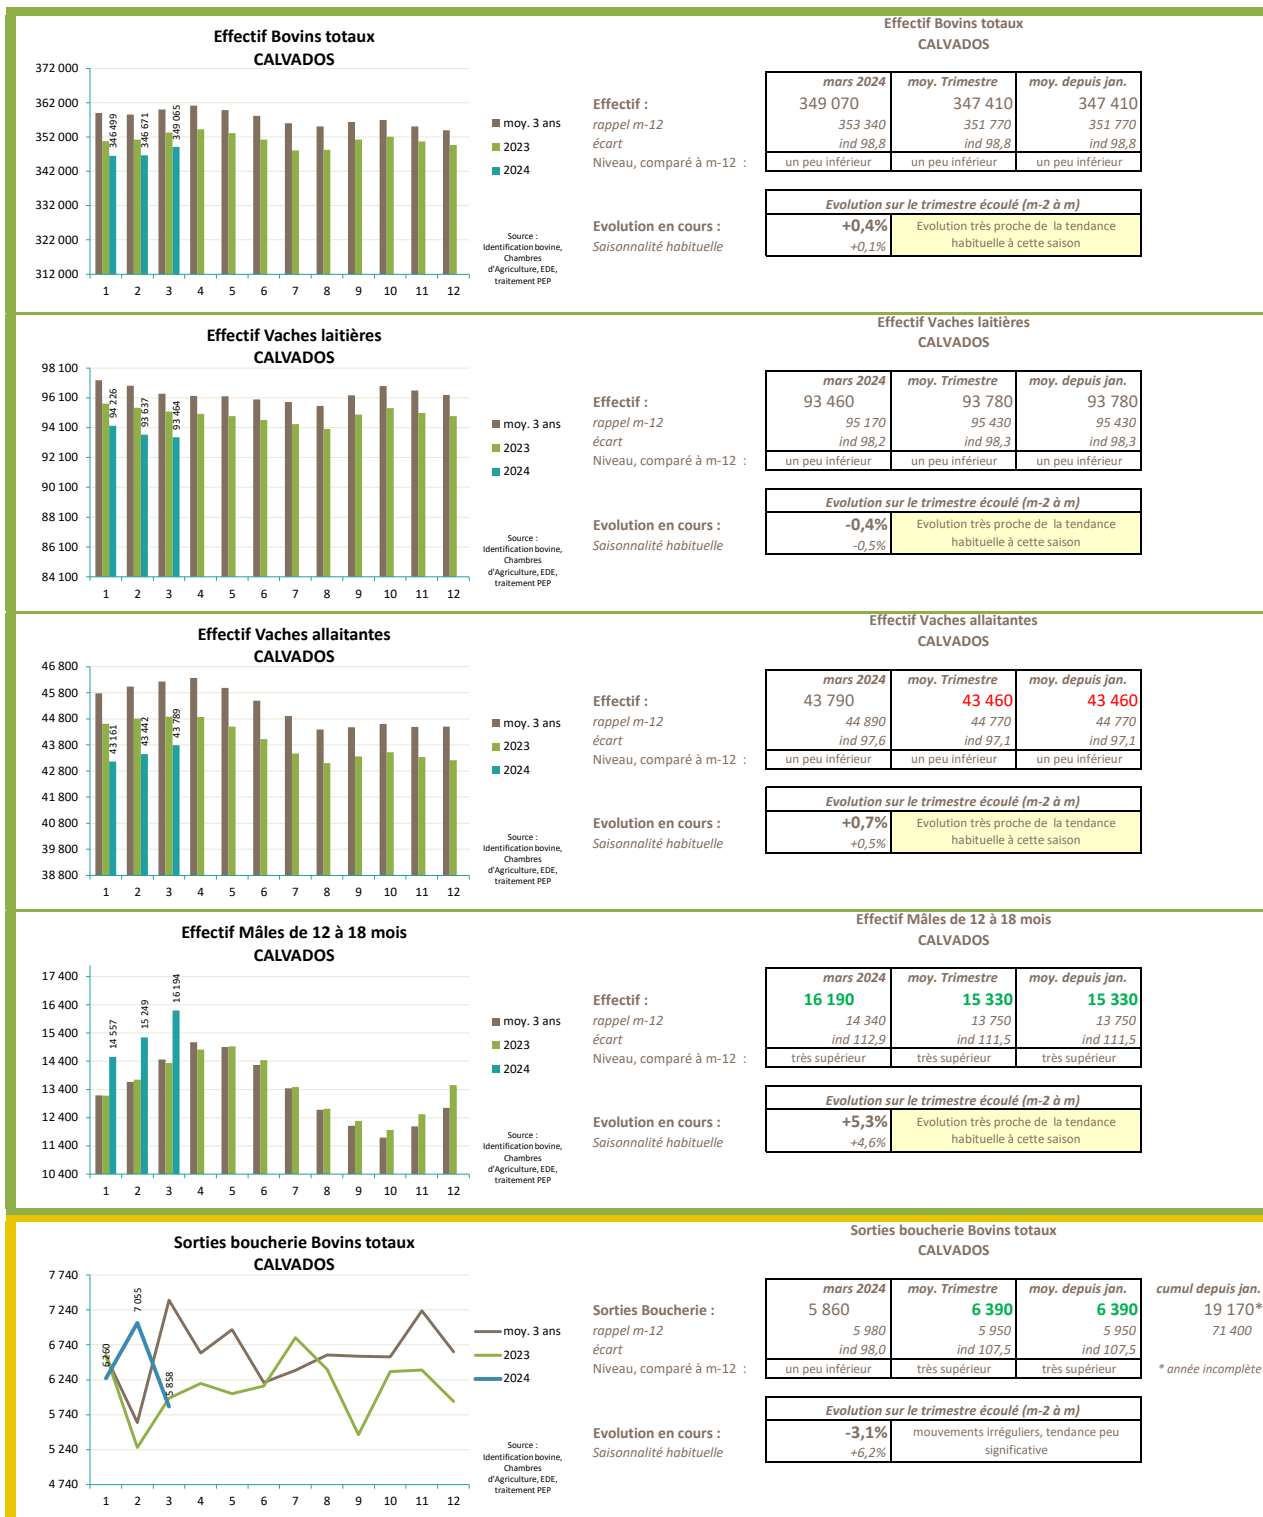 Effectif Bovins totaux
CALVADOS
372 000
362 000
352 000
342 000
332 000
322 000
312 000
346 499
346 671
349 065
1 2 3 4 5 6 7 8 9 10 11 12
moy. 3 ans
2023
2024
Source :
Identification bovine,
Chambres
d'Agriculture, EDE,
traitement PEP
Effectif Bovins totaux
CALVADOS
mars 2024 moy. Trimestre moy. depuis jan.
Effectif : 349 070 347 410 347 410
rappel m-12 353 340 351 770 351 770
écart ind 98,8 ind 98,8 ind 98,8
Niveau, comparé à m-12 : un peu inférieur un peu inférieur un peu inférieur
Evolution sur le trimestre écoulé (m-2 à m)
Evolution en cours : +0,4% Evolution très proche de la tendance
Saisonnalité habituelle +0,1% habituelle à cette saison
Effectif Vaches laitières
CALVADOS
98 100
96 100
94 100
92 100
90 100
88 100
86 100
84 100
94 226
93 637
93 464
1 2 3 4 5 6 7 8 9 10 11 12
moy. 3 ans
2023
2024
Source :
Identification bovine,
Chambres
d'Agriculture, EDE,
traitement PEP
Effectif Vaches laitières
CALVADOS
mars 2024 moy. Trimestre moy. depuis jan.
Effectif : 93 460 93 780 93 780
rappel m-12 95 170 95 430 95 430
écart ind 98,2 ind 98,3 ind 98,3
Niveau, comparé à m-12 : un peu inférieur un peu inférieur un peu inférieur
Evolution sur le trimestre écoulé (m-2 à m)
Evolution en cours : -0,4% Evolution très proche de la tendance
Saisonnalité habituelle -0,5% habituelle à cette saison
Effectif Vaches allaitantes
CALVADOS
46 800
45 800
44 800
43 800
42 800
41 800
40 800
39 800
38 800
43 161
43 442
43 789
1 2 3 4 5 6 7 8 9 10 11 12
moy. 3 ans
2023
2024
Source :
Identification bovine,
Chambres
d'Agriculture, EDE,
traitement PEP
Effectif Vaches allaitantes
CALVADOS
mars 2024 moy. Trimestre moy. depuis jan.
Effectif : 43 790 43 460 43 460
rappel m-12 44 890 44 770 44 770
écart ind 97,6 ind 97,1 ind 97,1
Niveau, comparé à m-12 : un peu inférieur un peu inférieur un peu inférieur
Evolution sur le trimestre écoulé (m-2 à m)
Evolution en cours : +0,7% Evolution très proche de la tendance
Saisonnalité habituelle +0,5% habituelle à cette saison
Effectif Mâles de 12 à 18 mois
CALVADOS
17 400
16 400
15 400
14 400
13 400
12 400
11 400
10 400
14 557
15 249
16 194
1 2 3 4 5 6 7 8 9 10 11 12
moy. 3 ans
2023
2024
Source :
Identification bovine,
Chambres
d'Agriculture, EDE,
traitement PEP
Effectif Mâles de 12 à 18 mois
CALVADOS
mars 2024 moy. Trimestre moy. depuis jan.
Effectif : 16 190 15 330 15 330
rappel m-12 14 340 13 750 13 750
écart ind 112,9 ind 111,5 ind 111,5
Niveau, comparé à m-12 : très supérieur très supérieur très supérieur
Evolution sur le trimestre écoulé (m-2 à m)
Evolution en cours : +5,3% Evolution très proche de la tendance
Saisonnalité habituelle +4,6% habituelle à cette saison
Sorties boucherie Bovins totaux
CALVADOS
7 740
7 240
6 740
6 240
5 740
5 240
4 740
6 260
7 055
5 858
1 2 3 4 5 6 7 8 9 10 11 12
moy. 3 ans
2023
2024
Source :
Identification bovine,
Chambres
d'Agriculture, EDE,
traitement PEP
Sorties boucherie Bovins totaux
CALVADOS
mars 2024 moy. Trimestre moy. depuis jan. cumul depuis jan.
Sorties Boucherie : 5 860 6 390 6 390 19 170*
rappel m-12 5 980 5 950 5 950 71 400
écart ind 98,0 ind 107,5 ind 107,5
Niveau, comparé à m-12 : un peu inférieur très supérieur très supérieur * année incomplète
Evolution sur le trimestre écoulé (m-2 à m)
Evolution en cours : -3,1% mouvements irréguliers, tendance peu
Saisonnalité habituelle +6,2% significative